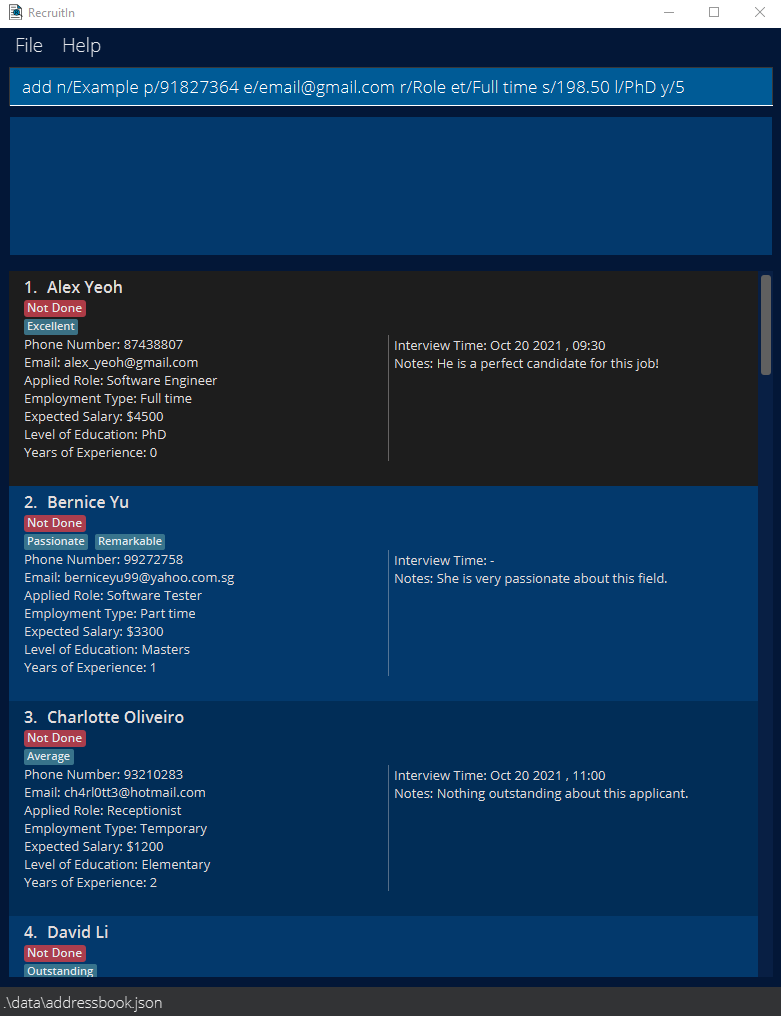 RecruitIn
File Help
add n/Example p/91827364 e/email@gmail.com r/Role et/Full time s/198.50 l/PhD y/5
1. Alex Yeoh
Not Done
Excellent
Phone Number: 87438807
Email: alex_yeoh@gmail.com
Applied Role: Software Engineer
Employment Type: Full time
Expected Salary: $4500
Level of Education: PhD
Years of Experience: 0
Interview Time: Oct 20 2021 , 09:30
Notes: He is a perfect candidate for this job!
2. Bernice Yu
Not Done
Passionate Remarkable
Phone Number: 99272758
Email: berniceyu99@yahoo.com.sg
Applied Role: Software Tester
Employment Type: Part time
Expected Salary: $3300
Level of Education: Masters
Years of Experience: 1
Interview Time: -
Notes: She is very passionate about this field.
3. Charlotte Oliveiro
Not Done
Average
Phone Number: 93210283
Email: ch4rl0tt3@hotmail.com
Applied Role: Receptionist
Employment Type: Temporary
Expected Salary: $1200
Level of Education: Elementary
Years of Experience: 2
Interview Time: Oct 20 2021 , 11:00
Notes: Nothing outstanding about this applicant.
4. David Li
Not Done
Outstanding
.\data\addressbook.json